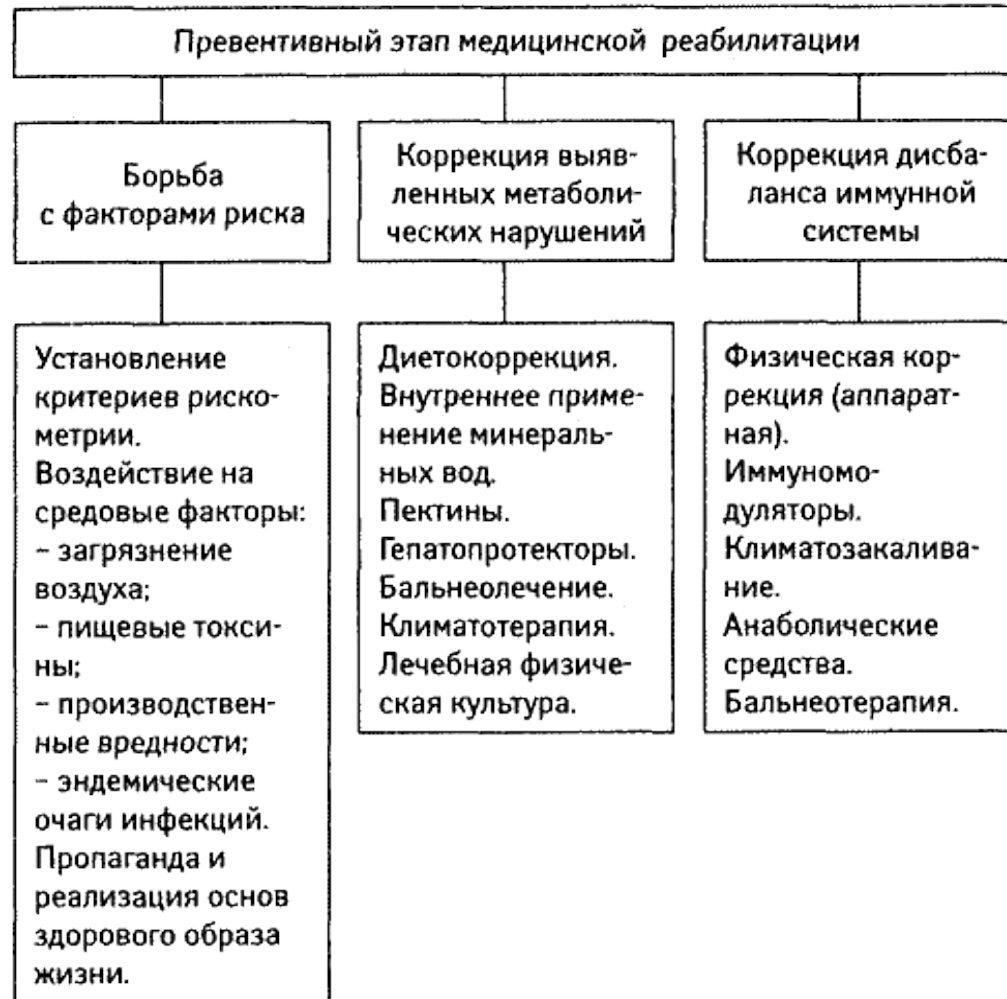 Превентивный этап медицинской реабилитации
Борьба
с факторами риска
Коррекция выяв-
ленных метаболи-
ческих нарушений
Коррекция дисба-
ланса иммунной
системы
Установление
критериев риско-
метрии.
Воздействие на
средовые факторы:
– загрязнение
воздуха;
– пищевые токси-
ны;
– производствен-
ные вредности;
– эндемические
очаги инфекций.
Пропаганда и
реализация основ
здорового образа
жизни.
Диетокоррекция.
Внутреннее приме-
нение минераль-
ных вод.
Пектины.
Гепатопротекторы.
Бальнеолечение.
Климатотерапия.
Лечебная физиче-
ская культура.
Физическая кор-
рекция (аппарат-
ная).
Иммуномо-
дуляторы.
Климатозакалива-
ние.
Анаболические
средства.
Бальнеотерапия.